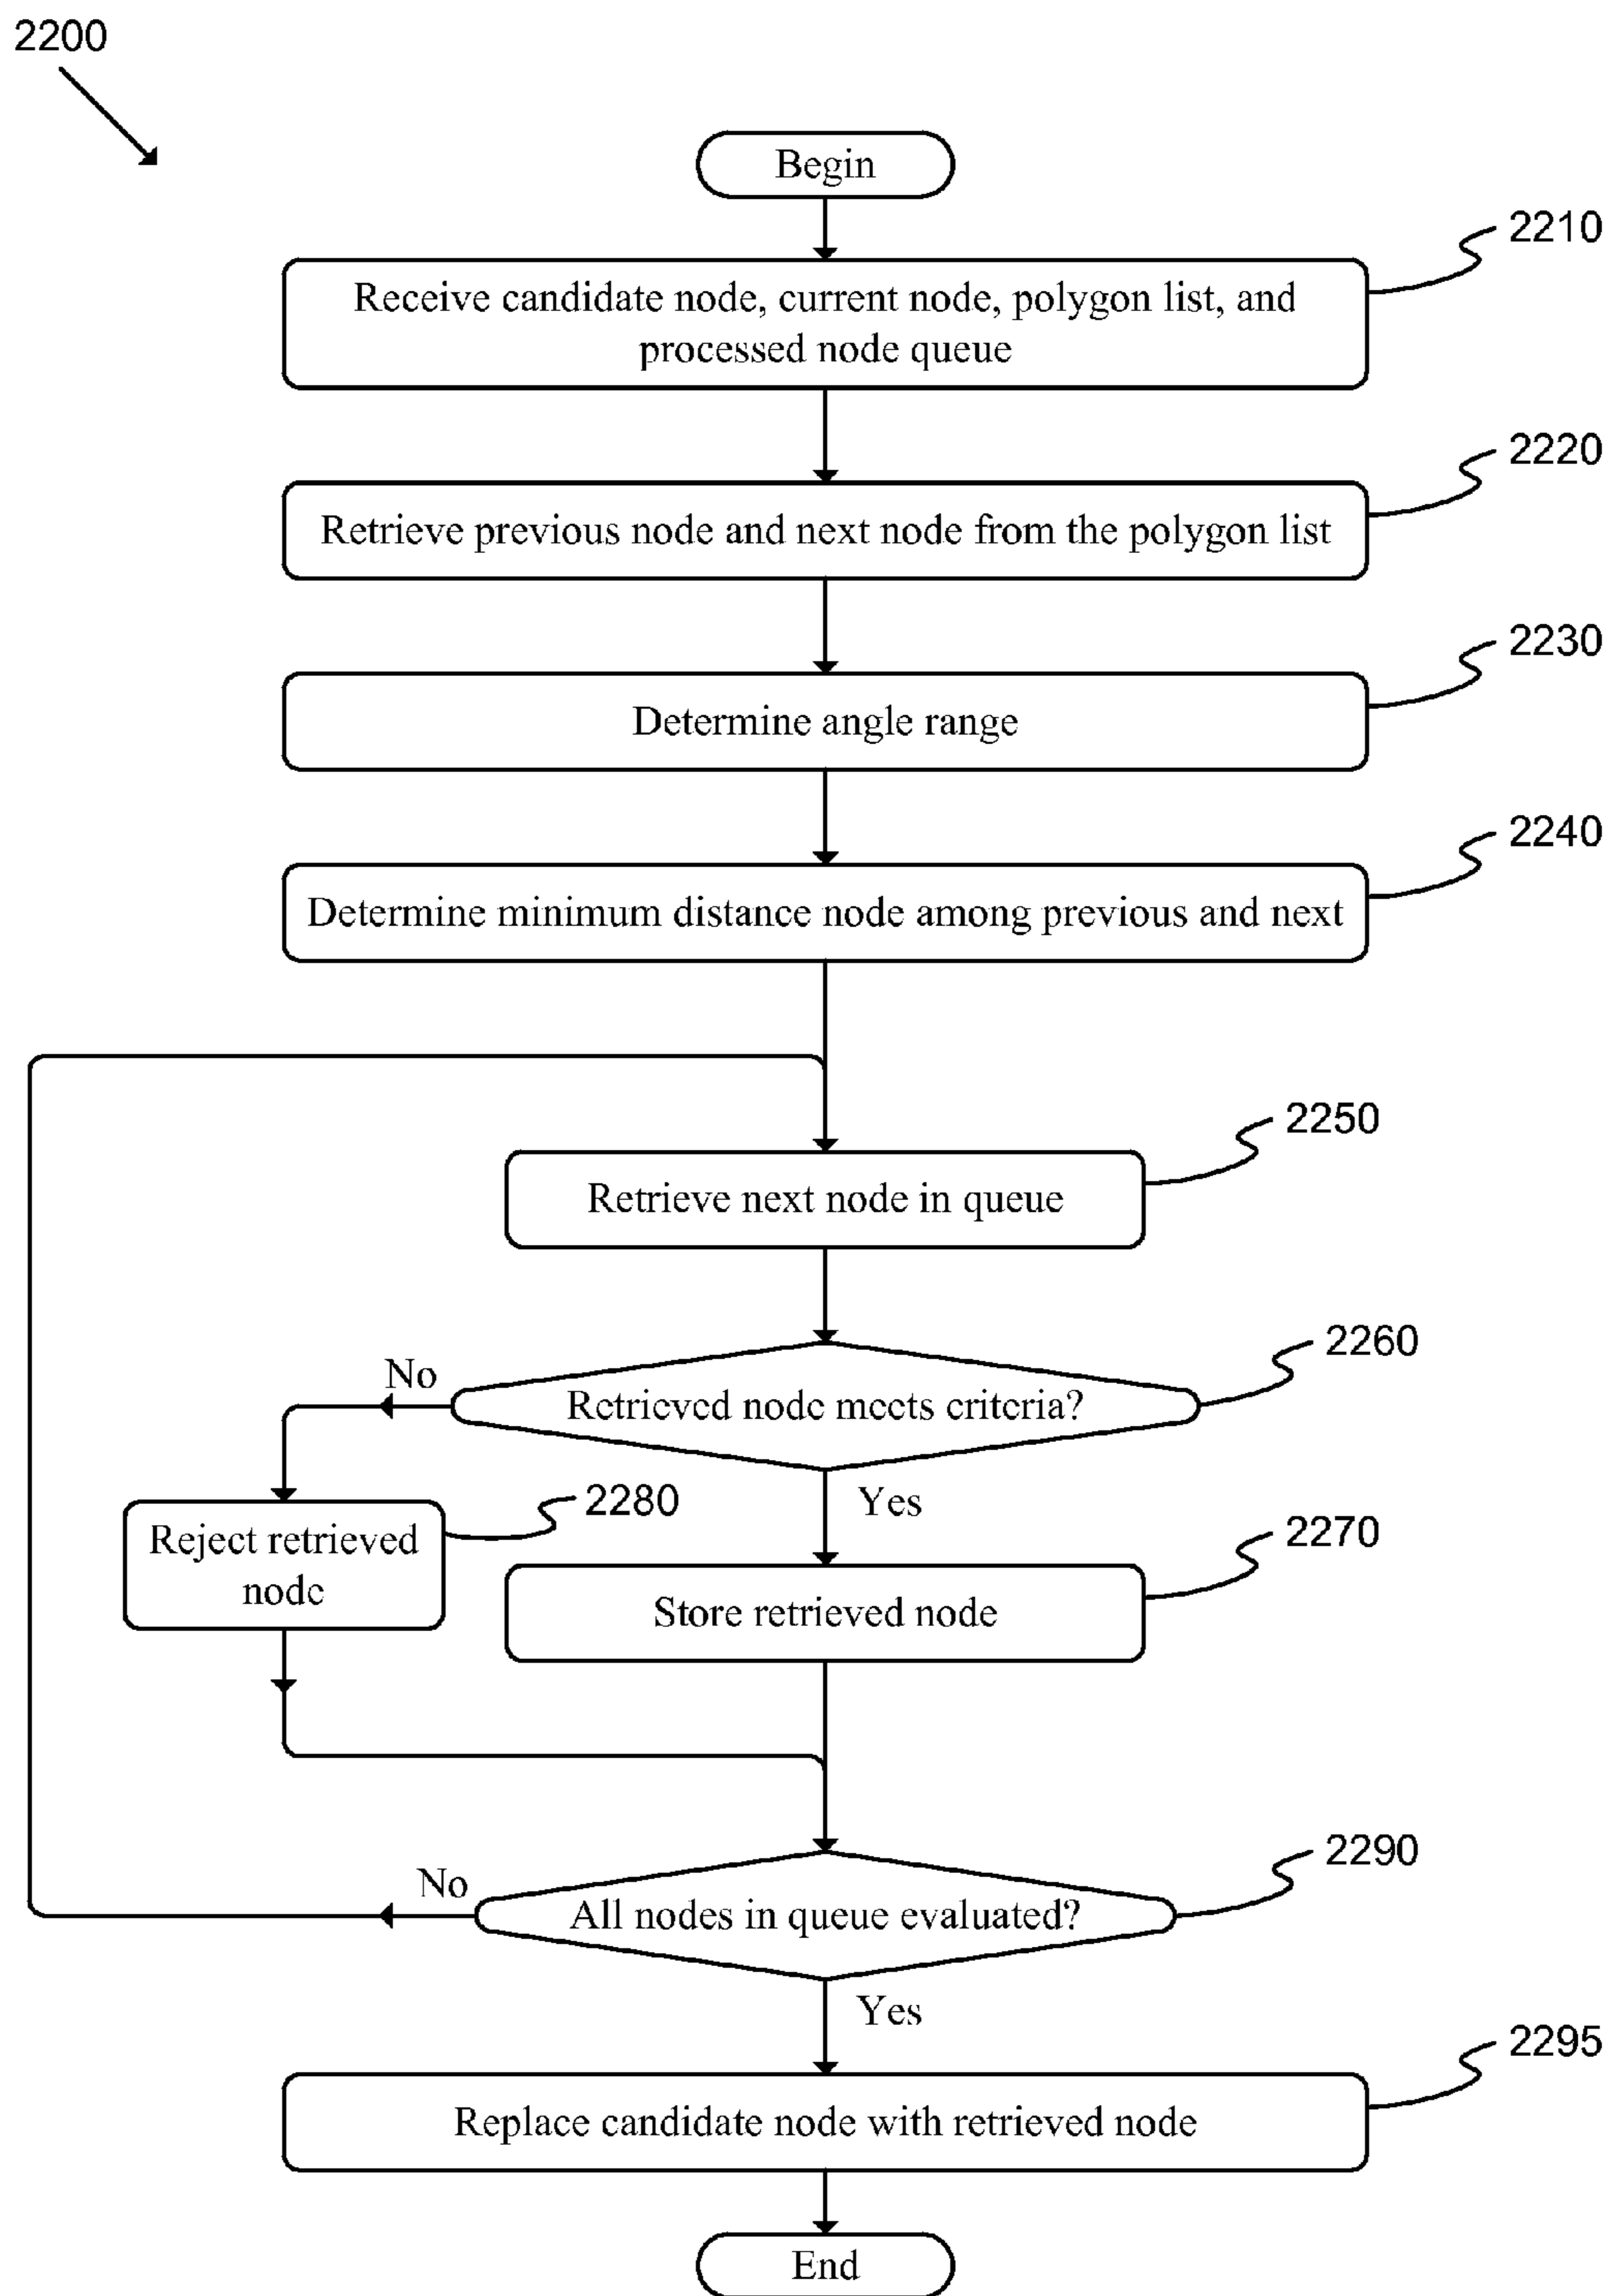 2200
Begin
2210
Receive candidate node, current node, polygon list, and
processed node queue
2220
Retrieve previous node and next node from the polygon list
2230
Determine angle range
2240
Determine minimum distance node among previous and next
2250
Retrieve next node in queue
2260
No
Retrieved node meets criteria?
2280
Yes
2270
Reject retrieved
node
Store retrieved node
2290
No
All nodes in queue evaluated?
Yes
2295
Replace candidate node with retrieved node
End